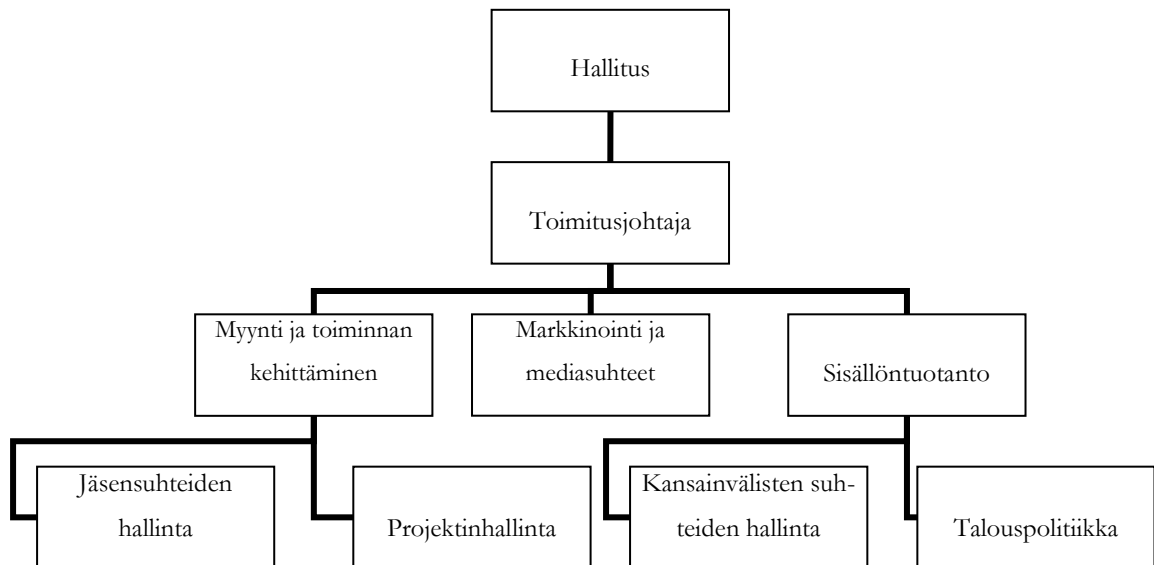 Hallitus
Toimitusjohtaja
Myynti ja toiminnan
kehittäminen
Markkinointi ja
mediasuhteet
Sisällöntuotanto
Jäsensuhteiden
hallinta
Projektinhallinta
Kansainvälisten suh-
teiden hallinta
Talouspolitiikka